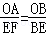 OA/EF = OB/BE